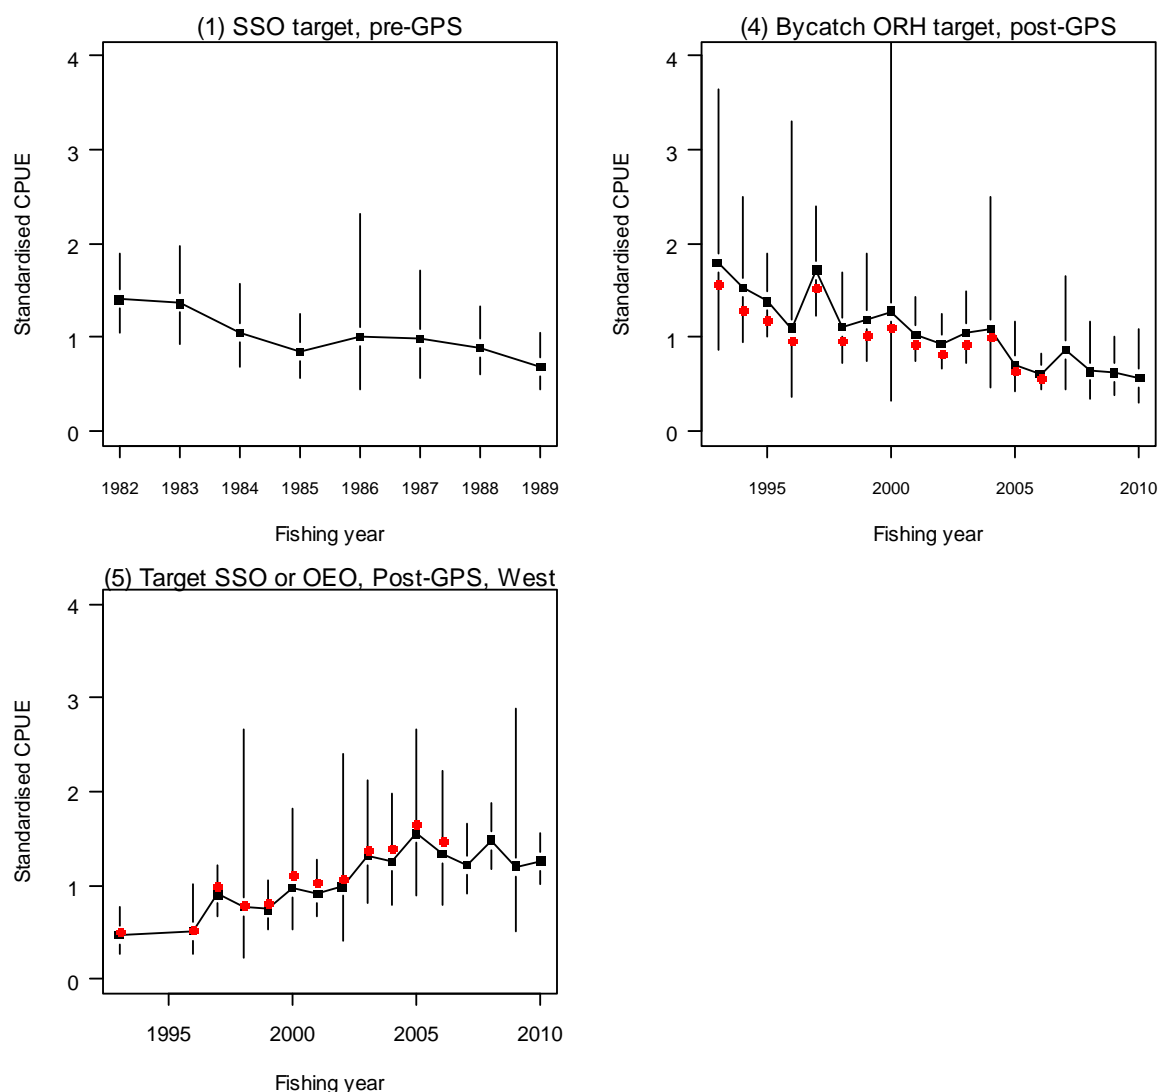 (1) SSO target, pre-GPS
Standardised CPUE
4
3
2
1
0
1982 1983 1984 1985 1986 1987 1988 1989
Fishing year
(4) Bycatch ORH target, post-GPS
Standardised CPUE
4
3
2
1
0
1995 2000 2005 2010
Fishing year
(5) Target SSO or OEO, Post-GPS, West
Standardised CPUE
4
3
2
1
0
1995 2000 2005 2010
Fishing year